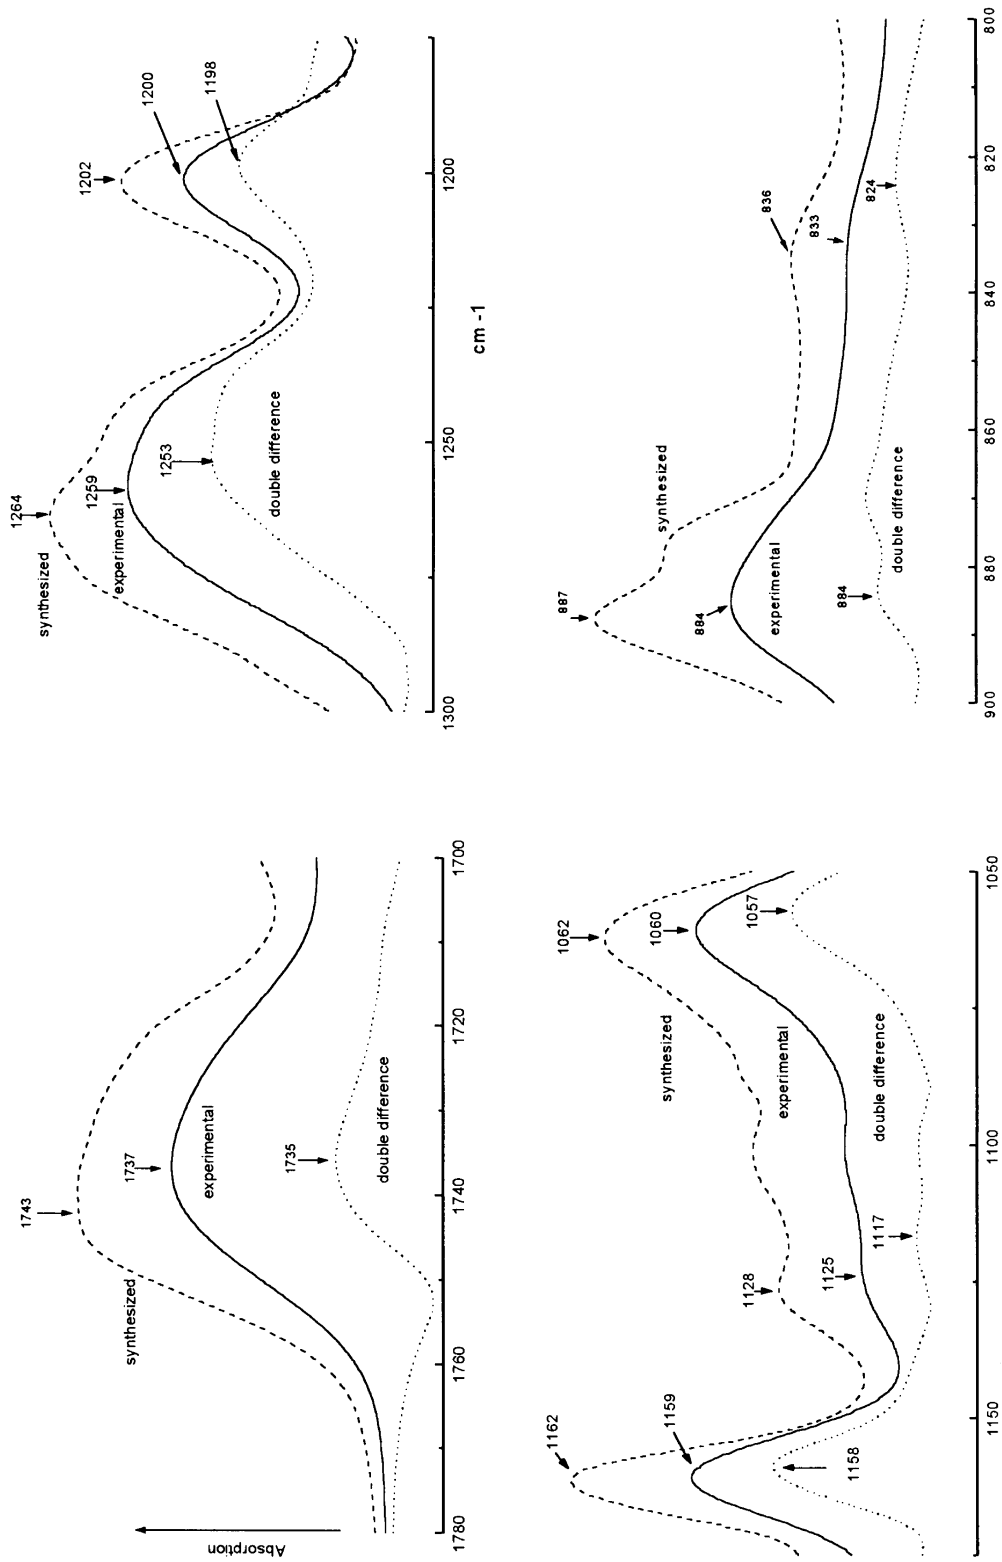 Absorption
1743
synthesized
1737
experimental
1735
double difference
1780
1760
1740
1720
1700
1264
synthesized
1202
1259
experimental
1200
1253
1198
double difference
1300
1250
1200
cm -1
1162
1062
synthesized
1159
1060
1128
experimental
1057
1125
1158
1117
double difference
1150
1100
1050
887
synthesized
884
836
experimental
833
884
824
double difference
900
880
860
840
820
800